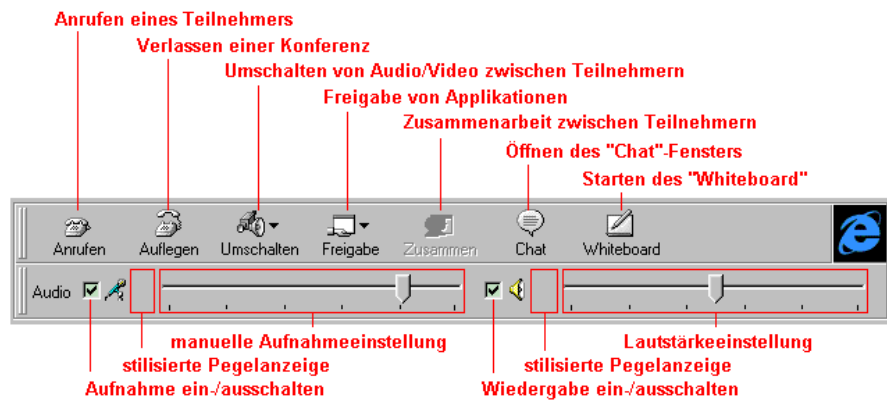 Anrufen eines Teilnehmers
Verlassen einer Konferenz
Umschalten von Audio/Video zwischen Teilnehmern
Freigabe von Applikationen
Zusammenarbeit zwischen Teilnehmern
Öffnen des "Chat"-Fensters
Starten des "Whiteboard"
Anrufen Auflegen Umschalten Freigabe Zusammen Chat Whiteboard
Audio
manuelle Aufnahmeeinstellung Lautstärkeeinstellung
stilisierte Pegelanzeige stilisierte Pegelanzeige
Aufnahme ein-/ausschalten Wiedergabe ein-/ausschalten